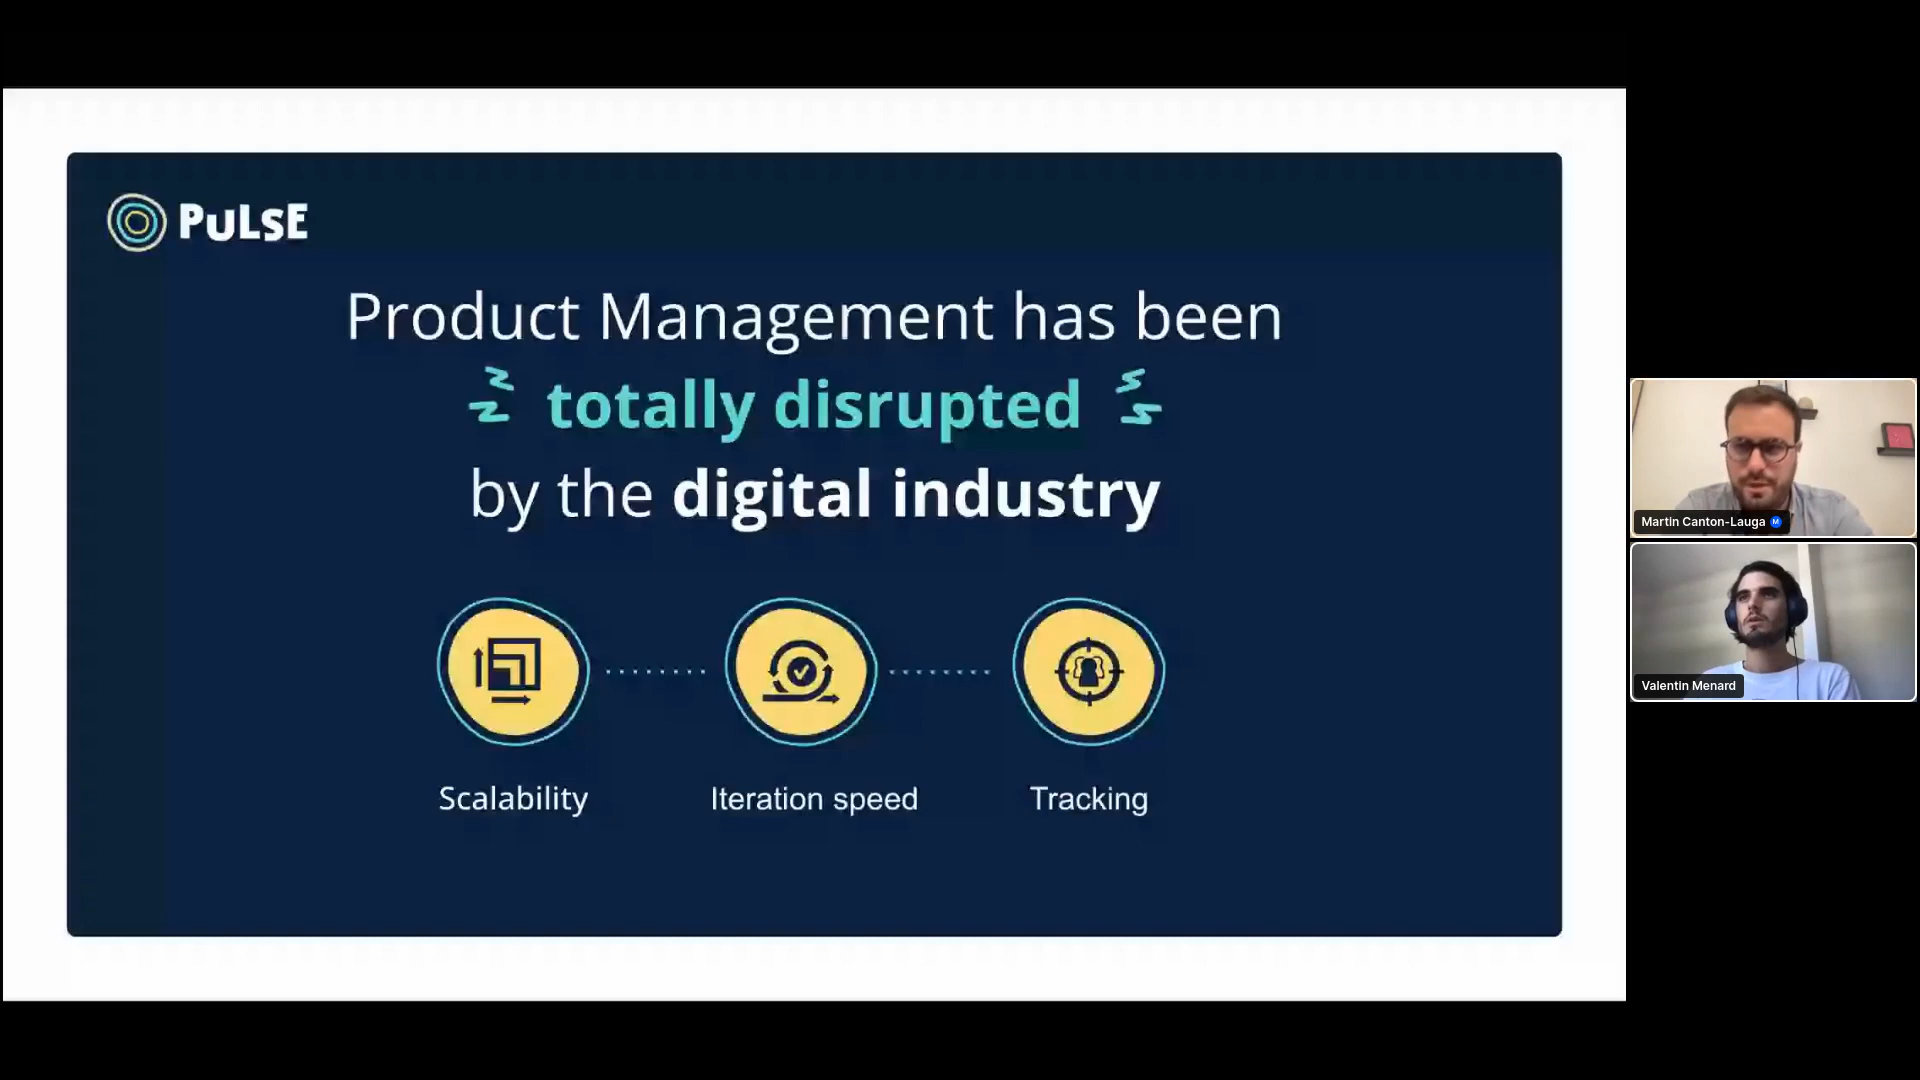 PULSE
Product Management has been
totally disrupted
by the digital industry
Scalability
Iteration speed
Tracking
Martin Canton-Lauga M
Valentin Menard